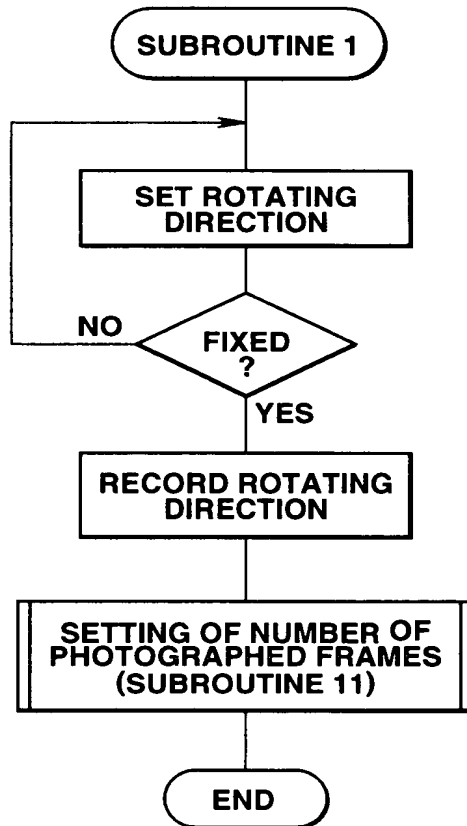 SUBROUTINE 1
SET ROTATING
DIRECTION
FIXED
?
NO
YES
RECORD ROTATING
DIRECTION
SETTING OF NUMBER OF
PHOTOGRAPHED FRAMES
(SUBROUTINE 11)
END